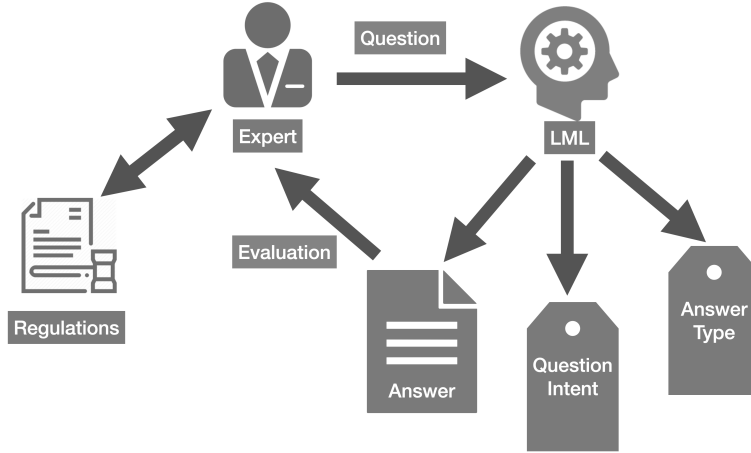 Question
Expert
LML
Evaluation
Regulations
Answer
Question
Intent
Answer
Type